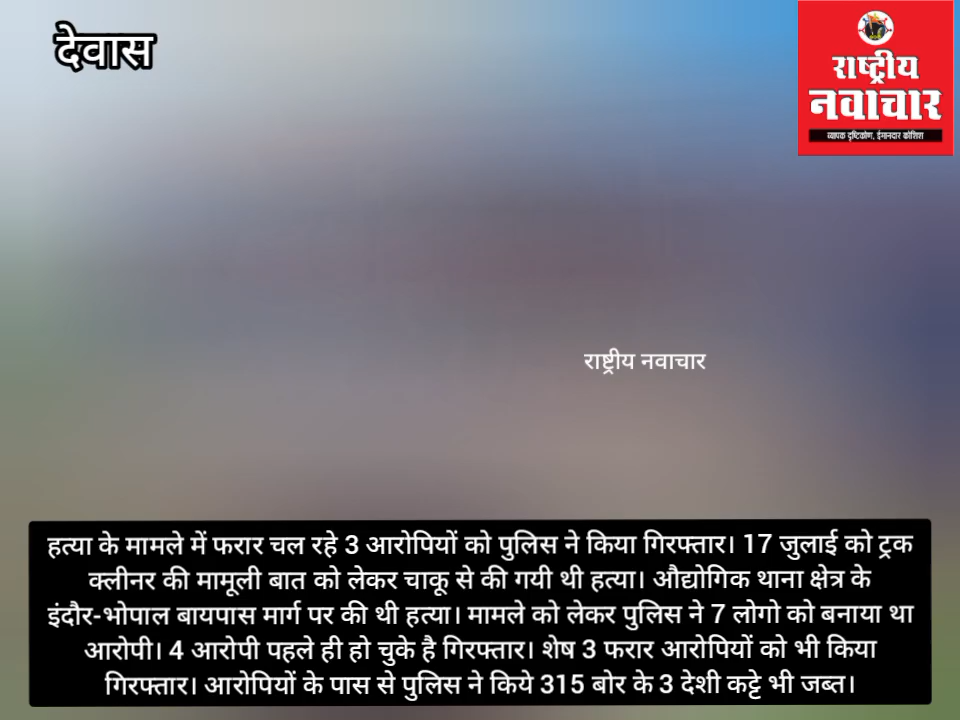 देवास
राष्ट्रीय
नवाचार
व्यापक दृष्टिकोण, ईमानदार कोशिश
राष्ट्रीय नवाचार
हत्या के मामले में फरार चल रहे 3 आरोपियों को पुलिस ने किया गिरफ्तार। 17 जुलाई को ट्रक
क्लीनर की मामूली बात को लेकर चाकू से की गयी थी हत्या। औद्योगिक थाना क्षेत्र के
इंदौर-भोपाल बायपास मार्ग पर की थी हत्या। मामले को लेकर पुलिस ने 7 लोगो को बनाया था
आरोपी। 4 आरोपी पहले ही हो चुके है गिरफ्तार। शेष 3 फरार आरोपियों को भी किया
गिरफ्तार। आरोपियों के पास से पुलिस ने किये 315 बोर के 3 देशी कट्टे भी जब्त।